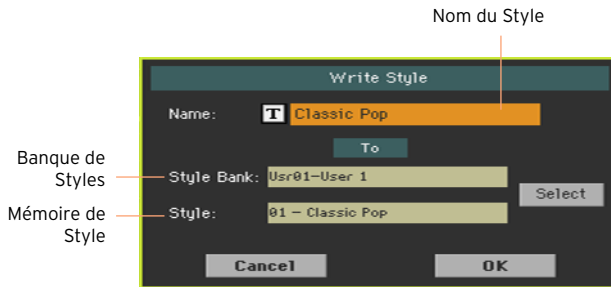 Nom du Style
Write Style
Name: T Classic Pop
To
Banque de
Styles
Style Bank: Usr01-User 1
Select
Mémoire de
Style
Style: 01 - Classic Pop
Cancel OK